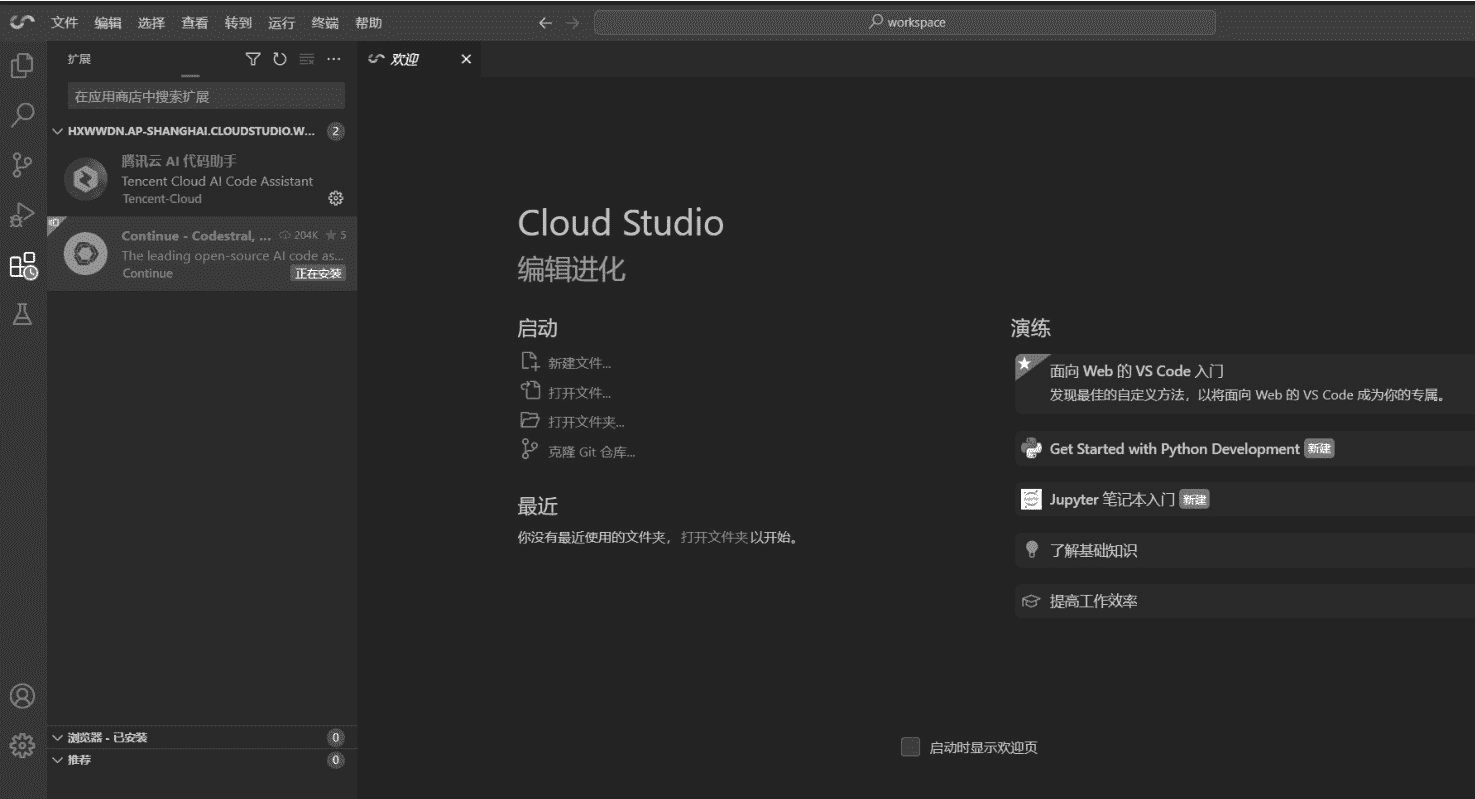 文件 编辑 选择 查看 转到 运行 终端 帮助
workspace
扩展
欢迎
在应用商店中搜索扩展
HXWWDN.AP-SHANGHAI.CLOUDSTUDIO.W... 2
腾讯云 AI 代码助手
Tencent Cloud AI Code Assistant
Tencent-Cloud
Continue - Codestral, ... 204K 5
The leading open-source AI code as...
Continue 正在安装
浏览器 - 已安装 0
推荐 0
Cloud Studio
编辑进化
启动
新建文件...
打开文件...
打开文件夹...
克隆 Git 仓库...
最近
你没有最近使用的文件夹，打开文件夹以开始。
演练
面向 Web 的 VS Code 入门
发现最佳的自定义方法，以将面向 Web 的 VS Code 成为你的专属。
Get Started with Python Development 新建
Jupyter 笔记本入门 新建
了解基础知识
提高工作效率
启动时显示欢迎页